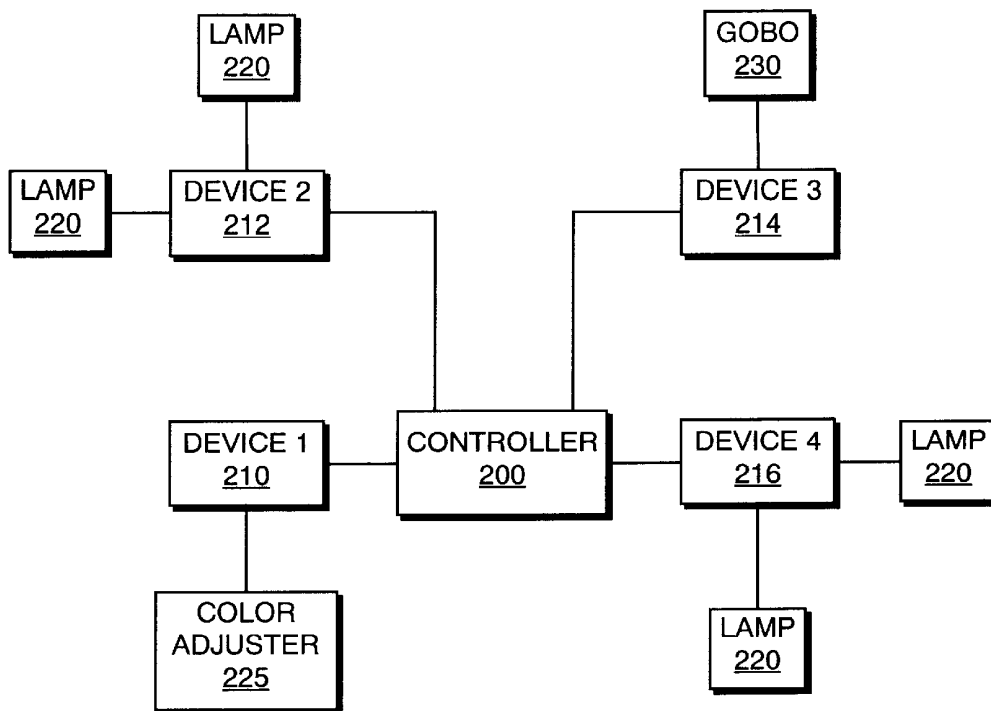 LAMP
220
GOBO
230
LAMP
220
DEVICE 2
212
DEVICE 3
214
DEVICE 1
210
CONTROLLER
200
DEVICE 4
216
LAMP
220
COLOR
ADJUSTER
225
LAMP
220